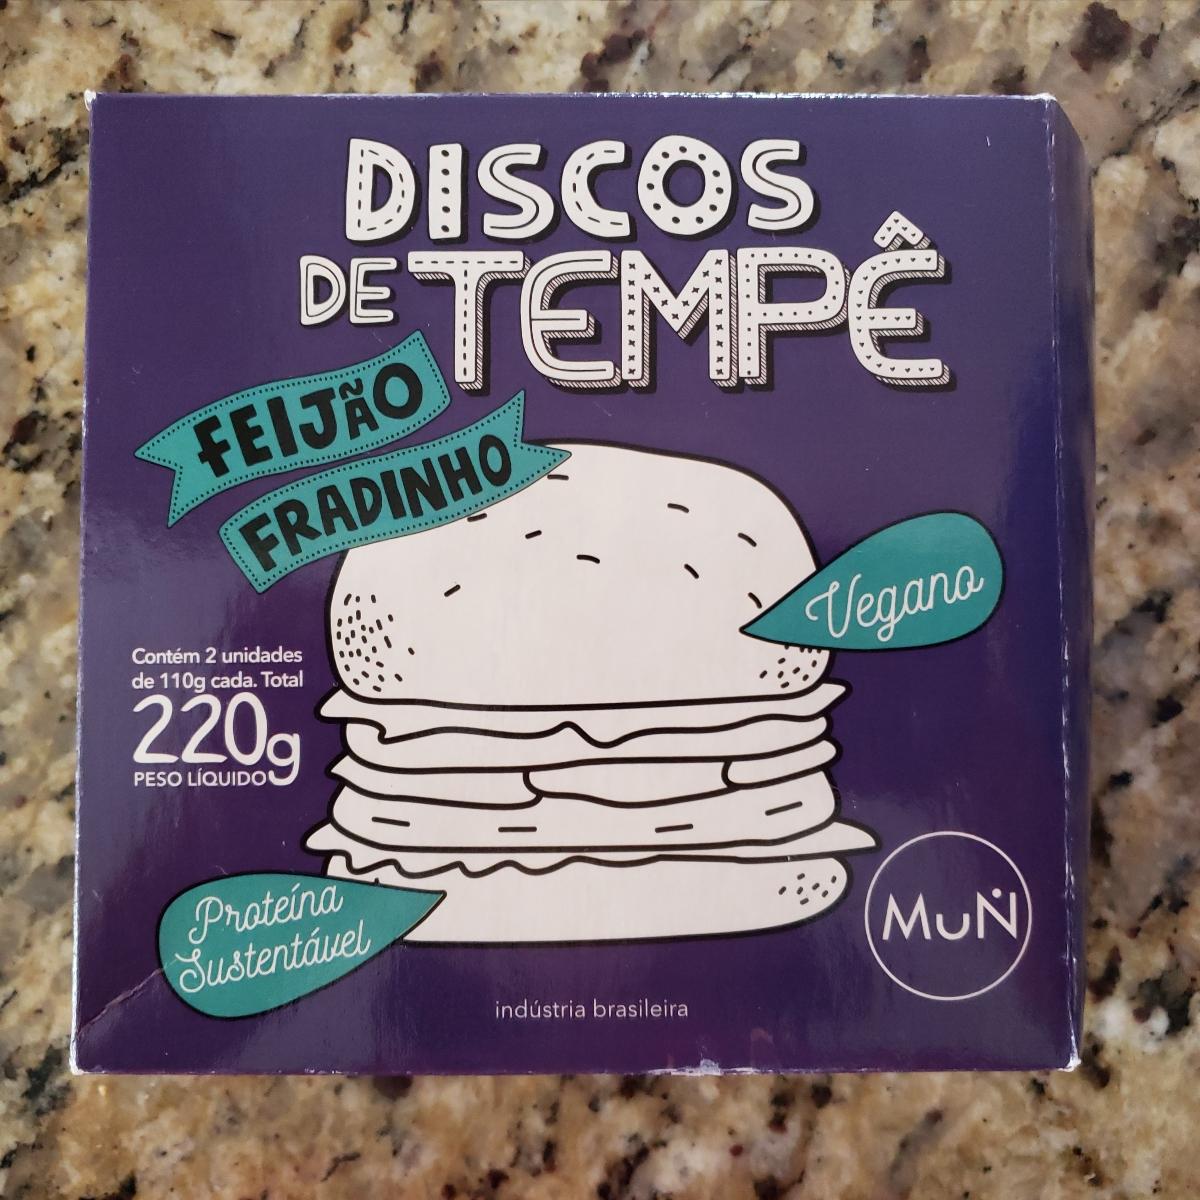 DISCOS
DE TEMPÊ
FEIJÃO
FRADINHO
Vegano
Contém 2 unidades
de 110g cada. Total
220g
PESO LÍQUIDO
Proteína
Sustentável
MuṄ
indústria brasileira